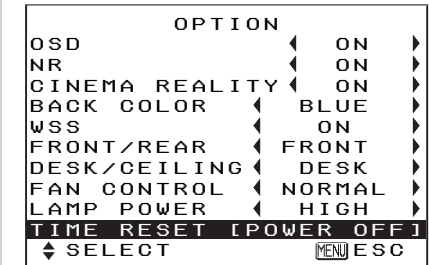 OPTION
OSD ON
NR ON
CINEMA REALITY ON
BACK COLOR BLUE
WSS ON
FRONT/REAR FRONT
DESK/CEILING DESK
FAN CONTROL NORMAL
LAMP POWER HIGH
TIME RESET [POWER OFF]
SELECT MENU ESC